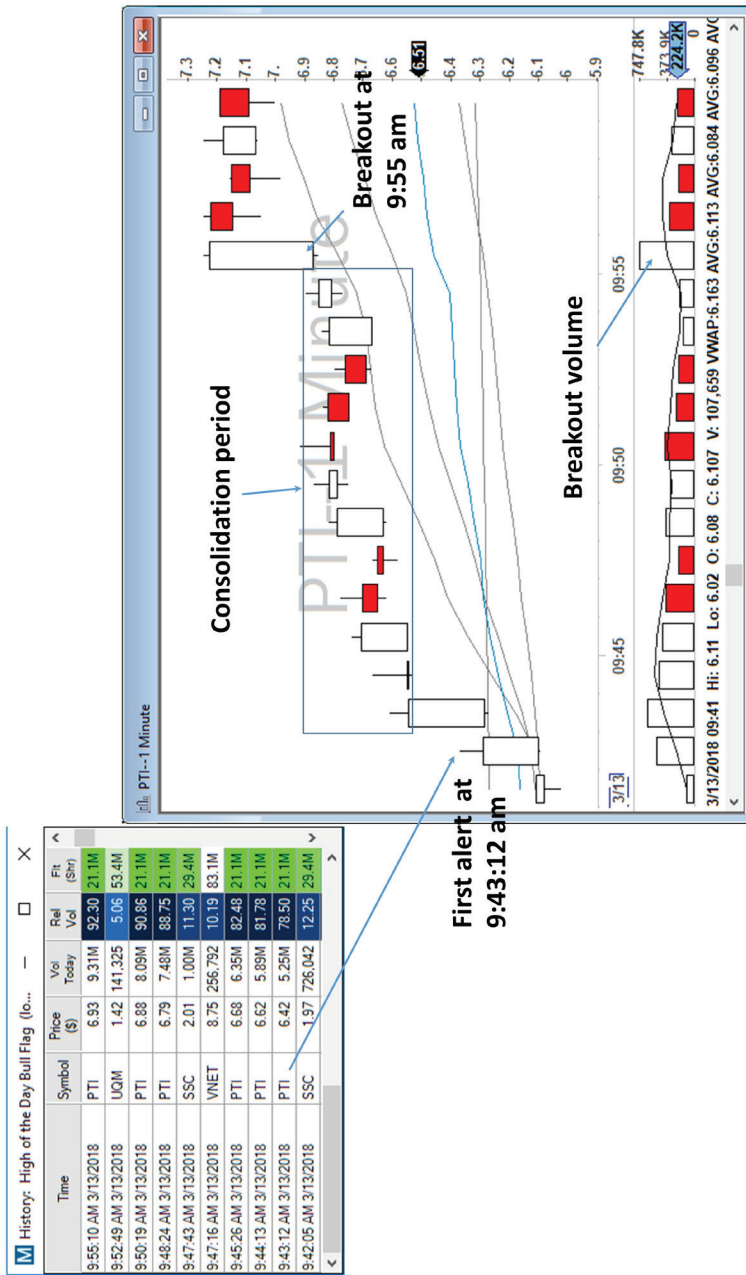 M History: High of the Day Bull Flag (lo...
Time Symbol Price ($) Vol Today Rel Vol Flt (Shr)
9:55:10 AM 3/13/2018 PTI 6.93 9.31M 92.30 21.1M
9:52:49 AM 3/13/2018 UQM 1.42 141,325 5.06 53.4M
9:50:19 AM 3/13/2018 PTI 6.88 8.09M 90.86 21.1M
9:48:24 AM 3/13/2018 PTI 6.79 7.48M 88.75 21.1M
9:47:43 AM 3/13/2018 SSC 2.01 1.00M 11.30 29.4M
9:47:16 AM 3/13/2018 VNET 8.75 256,792 10.19 83.1M
9:45:26 AM 3/13/2018 PTI 6.68 6.35M 82.48 21.1M
9:44:13 AM 3/13/2018 PTI 6.62 5.89M 81.78 21.1M
9:43:12 AM 3/13/2018 PTI 6.42 5.25M 78.50 21.1M
9:42:05 AM 3/13/2018 SSC 1.97 726,042 12.25 29.4M
First alert at
9:43:12 am
PTI--1 Minute
PTI--1 Minute
Consolidation period
Breakout at
9:55 am
Breakout volume
7.3
7.2
7.1
7.
6.9
6.8
6.7
6.6
6.51
6.4
6.3
6.2
6.1
6
5.9
3/13
09:45
09:50
09:55
747.8K
373.9K
224.2K
0
3/13/2018 09:41 Hi: 6.11 Lo: 6.02 O: 6.08 C: 6.107 V: 107,659 VWAP:6.163 AVG:6.113 AVG:6.084 AVG:6.096 AVG